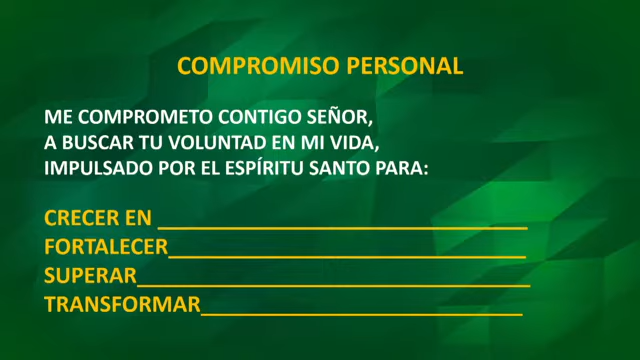 COMPROMISO PERSONAL
ME COMPROMETO CONTIGO SEÑOR,
A BUSCAR TU VOLUNTAD EN MI VIDA,
IMPULSADO POR EL ESPÍRITU SANTO PARA:
CRECER EN ______________________________
FORTALECER_____________________________
SUPERAR________________________________
TRANSFORMAR__________________________